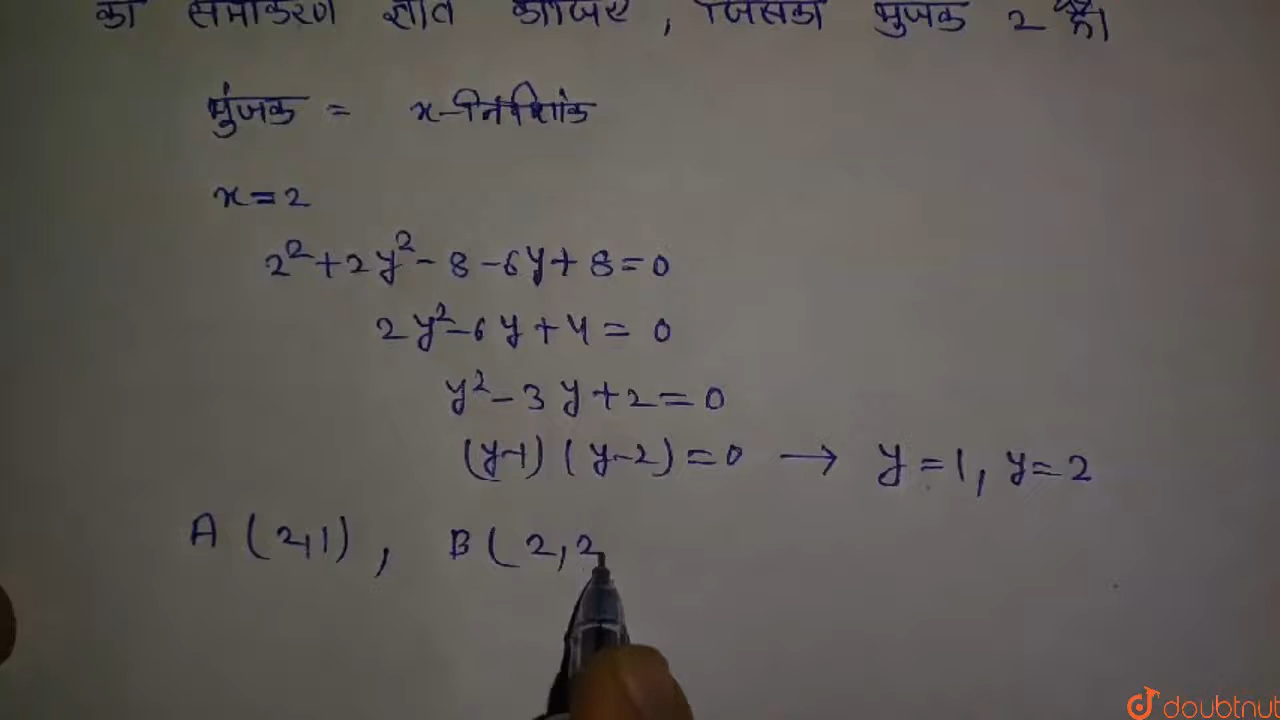 का समीकरण ज्ञात कीजिए , जिसका भुजक 2 है।
भुंजक = x-निर्देशांक
x=2
2²+2y²-8-6y+8=0
2y²-6y+4=0
y²-3y+2=0
(y-1)(y-2)=0 → y=1, y=2
A (2,1) , B (2,2
doubtnut